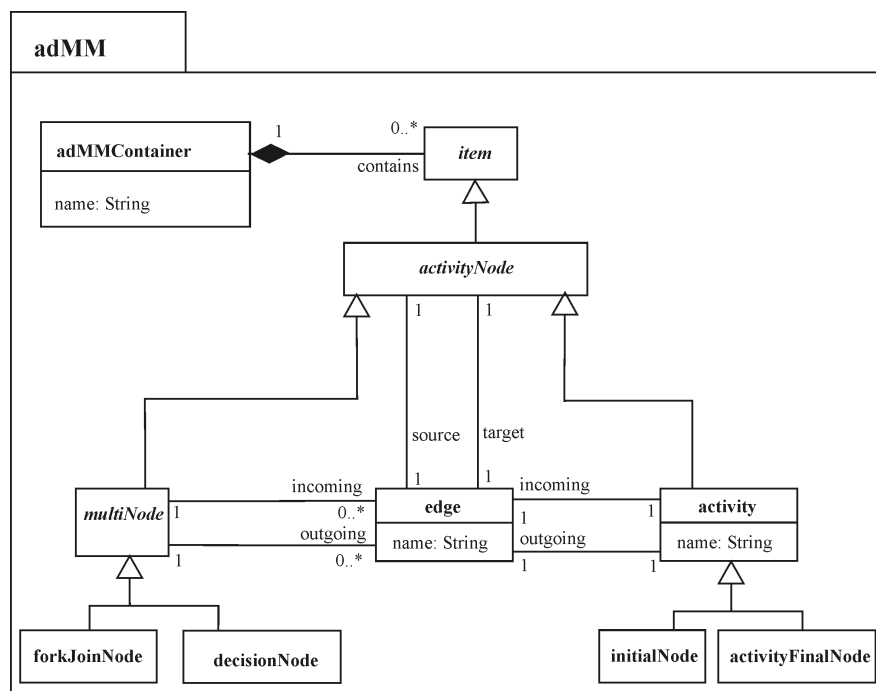 adMM
adMMContainer
name: String
1
0..*
contains
item
activityNode
1
1
source
target
1
1
multiNode
incoming
1
0..*
outgoing
1
0..*
edge
name: String
incoming
1
1
outgoing
1
1
activity
name: String
forkJoinNode
decisionNode
initialNode
activityFinalNode